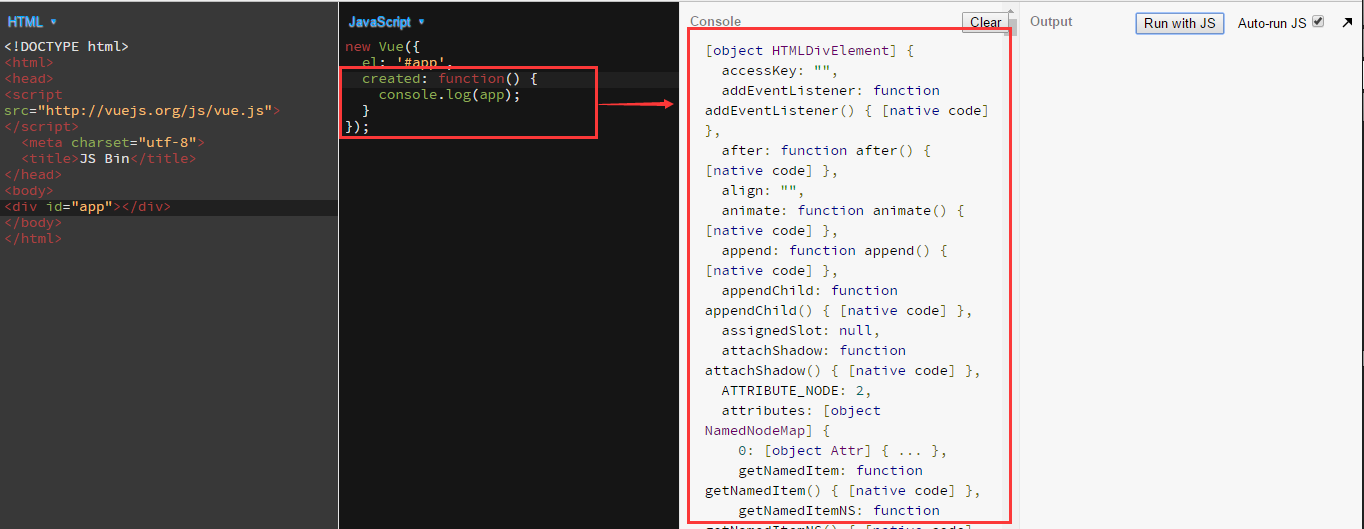 HTML
<!DOCTYPE html>
<html>
<head>
<script
src="http://vuejs.org/js/vue.js">
</script>
<meta charset="utf-8">
<title>JS Bin</title>
</head>
<body>
<div id="app"></div>
</body>
</html>
JavaScript
new Vue({
el: '#app',
created: function() {
console.log(app);
}
});
Console
Clear
[object HTMLDivElement] {
accessKey: "",
addEventListener: function
addEventListener() { [native code]
},
after: function after() {
[native code] },
align: "",
animate: function animate() {
[native code] },
append: function append() {
[native code] },
appendChild: function
appendChild() { [native code] },
assignedSlot: null,
attachShadow: function
attachShadow() { [native code] },
ATTRIBUTE_NODE: 2,
attributes: [object
NamedNodeMap] {
0: [object Attr] { ... },
getNamedItem: function
getNamedItem() { [native code] },
getNamedItemNS: function
getNamedItemNS() { [native code]
Output
Run with JS
Auto-run JS